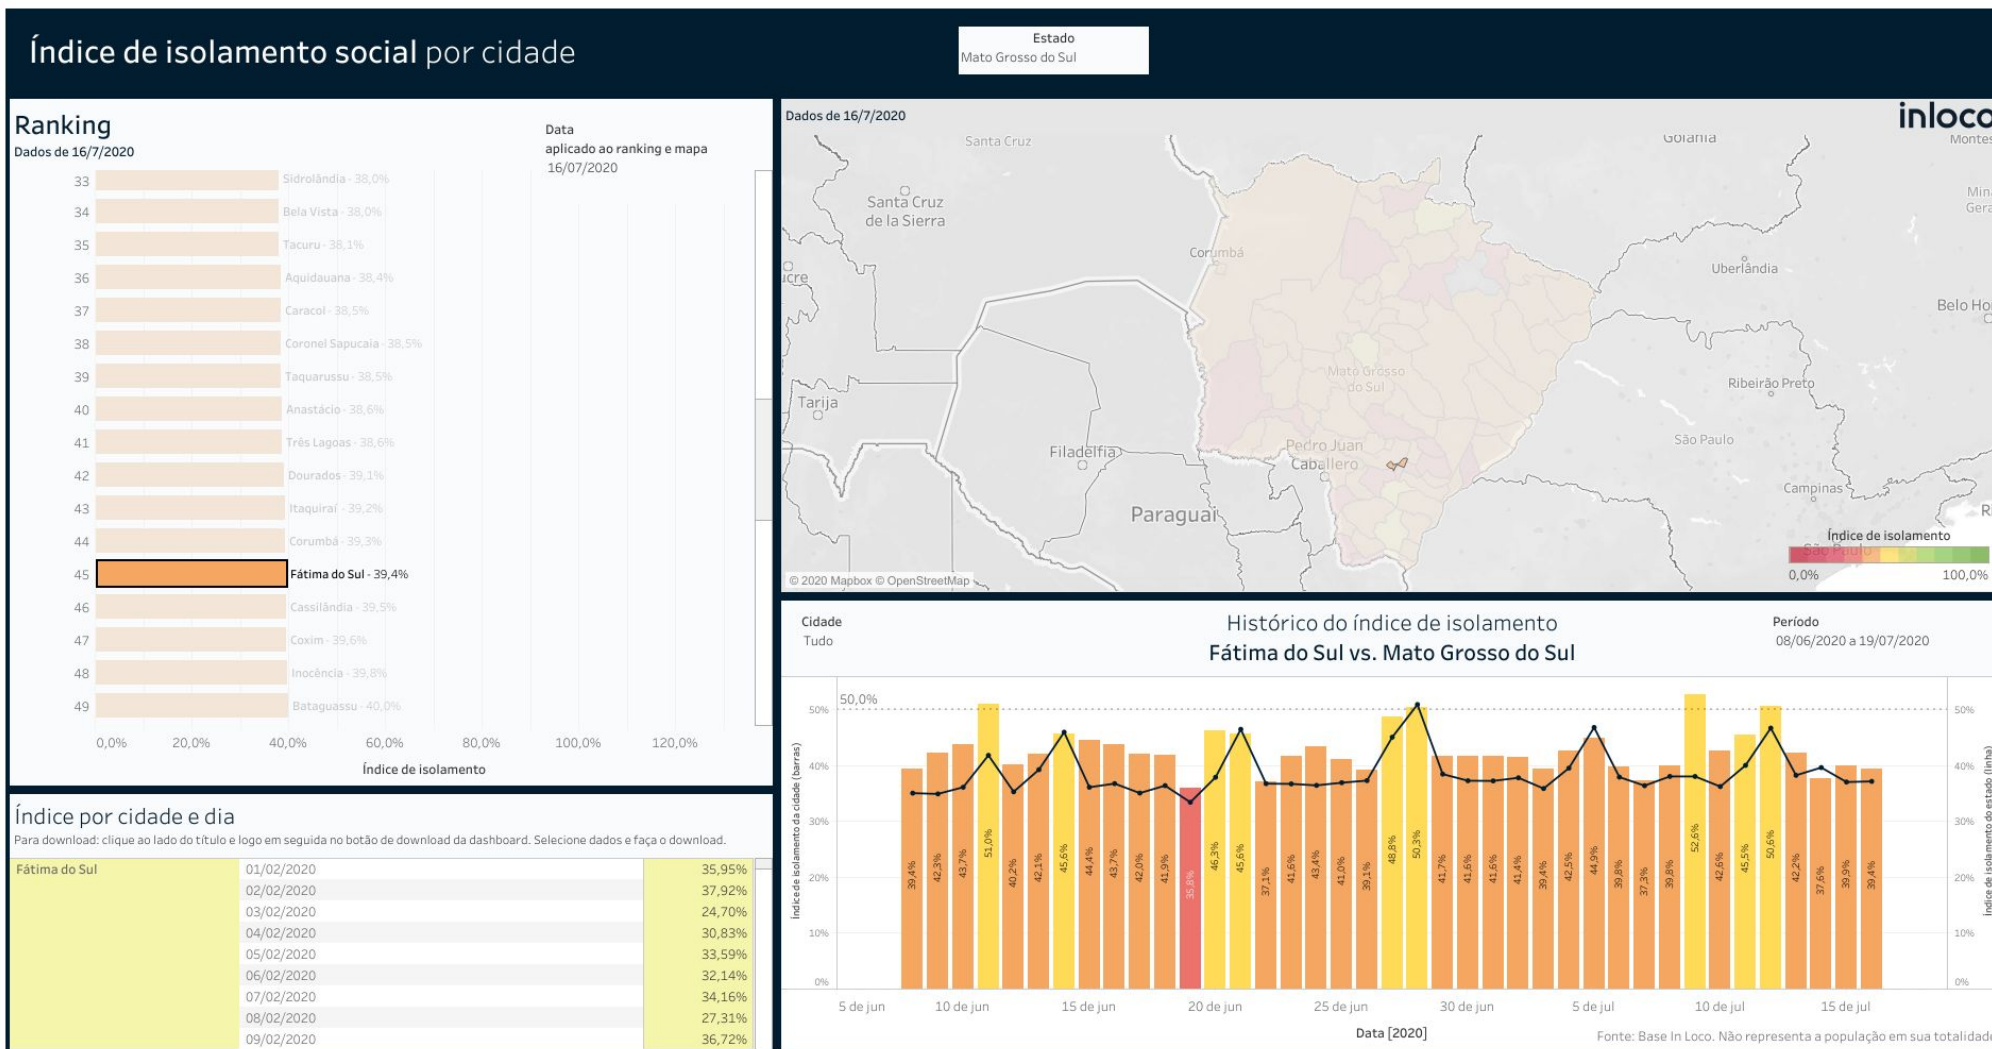 Índice de isolamento social por cidade
Estado
Mato Grosso do Sul
Ranking
Dados de 16/7/2020
Data
aplicado ao ranking e mapa
16/07/2020
33 Sidrolândia - 38,0%
34 Bela Vista - 38,0%
35 Tacuru - 38,1%
36 Aquidauana - 38,4%
37 Caracol - 38,5%
38 Coronel Sapucaia - 38,5%
39 Taquarussu - 38,5%
40 Anastácio - 38,6%
41 Três Lagoas - 38,6%
42 Dourados - 39,1%
43 Itaquiraí - 39,2%
44 Corumbá - 39,3%
45 Fátima do Sul - 39,4%
46 Cassilândia - 39,5%
47 Coxim - 39,6%
48 Inocência - 39,8%
49 Bataguassu - 40,0%
0,0% 20,0% 40,0% 60,0% 80,0% 100,0% 120,0%
Índice de isolamento
Índice por cidade e dia
Para download: clique ao lado do título e logo em seguida no botão de download da dashboard. Selecione dados e faça o download.
Fátima do Sul 01/02/2020 35,95%
02/02/2020 37,92%
03/02/2020 24,70%
04/02/2020 30,83%
05/02/2020 33,59%
06/02/2020 32,14%
07/02/2020 34,16%
08/02/2020 27,31%
09/02/2020 36,72%
Dados de 16/7/2020
inloco
Santa Cruz
Goiânia
Montes
Santa Cruz
de la Sierra
Mina
Gera
Corumbá
ucre
Uberlândia
Belo Ho
Mato Grosso
do Sul
Ribeirão Preto
Tarija
São Paulo
Filadelfia
Pedro Juan
Caballero
Campinas
Paraguai
Ri
Índice de isolamento
São Paulo
0,0% 100,0%
© 2020 Mapbox © OpenStreetMap
Cidade
Tudo
Histórico do índice de isolamento
Fátima do Sul vs. Mato Grosso do Sul
Período
08/06/2020 a 19/07/2020
50,0%
50% 50%
40% 40%
30% 30%
20% 20%
10% 10%
0% 0%
Índice de isolamento da cidade (barras)
39,4% 42,3% 43,7% 51,0% 40,2% 42,1% 45,6% 44,4% 43,7% 42,0% 41,9% 35,8% 46,3% 45,6% 37,1% 41,6% 43,4% 41,0% 39,1% 48,8% 50,3% 41,7% 41,6% 41,6% 41,4% 39,4% 42,5% 44,9% 39,8% 37,3% 39,8% 52,6% 42,6% 45,5% 50,6% 42,2% 37,6% 39,9% 39,4%
Índice de isolamento do estado (linha)
5 de jun 10 de jun 15 de jun 20 de jun 25 de jun 30 de jun 5 de jul 10 de jul 15 de jul
Data [2020]
Fonte: Base In Loco. Não representa a população em sua totalidade